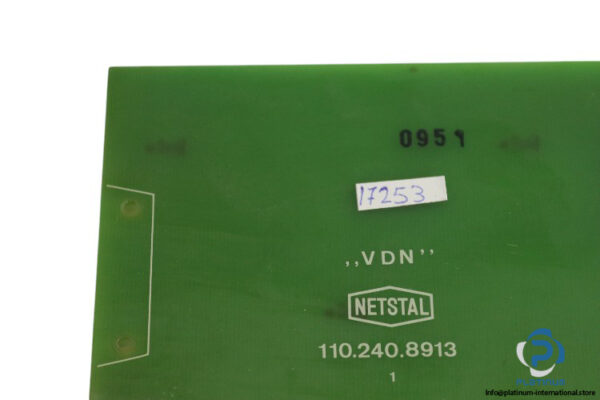 0951
17253
,,VDN''
NETSTAL
110.240.8913
1
info@platinum-international.store